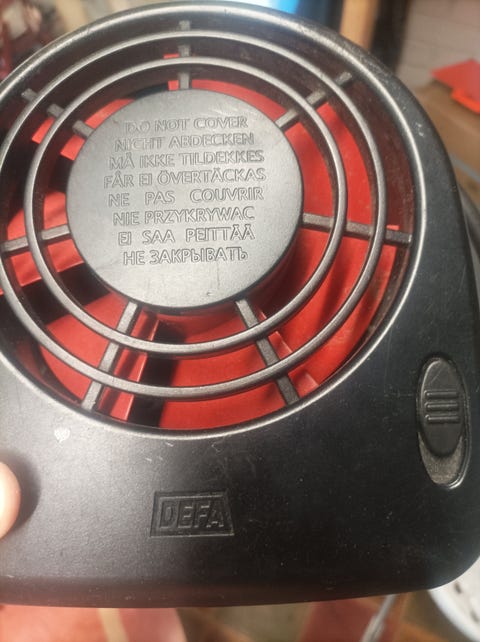 DO NOT COVER
NICHT ABDECKEN
MÅ IKKE TILDEKKES
FÅR EJ ÖVERTÄCKAS
NE PAS COUVRIR
NIE PRZYKRYWAC
EI SAA PEITTÄÄ
НЕ ЗАКРЫВАТЬ
DEFA